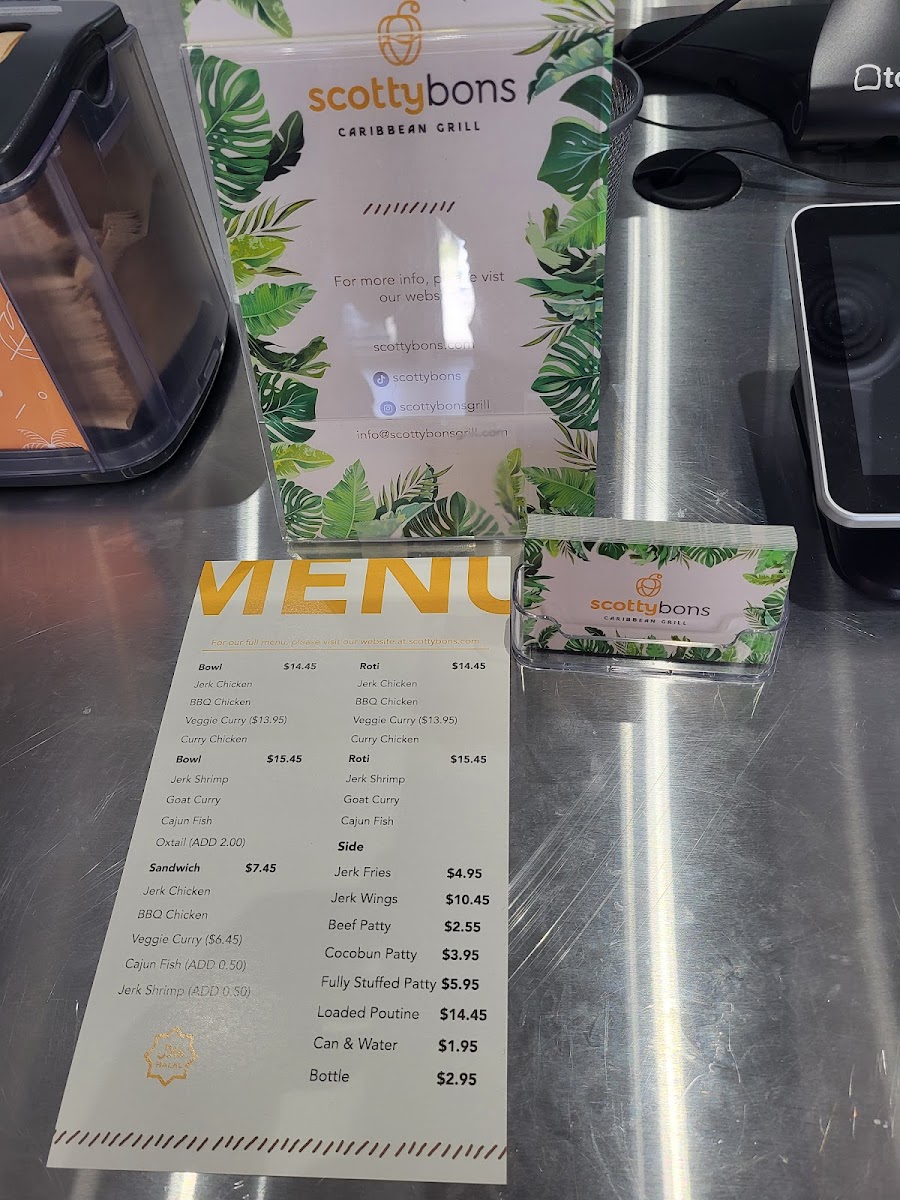 scottybons
CARIBBEAN GRILL
For more info, vist
our
scottybons.com
scottybons
scottybonsgrill
info@scottybonsgrill.com
scottybons
CARIBBEAN GRILL
MENU
For our full menu, please visit our website at scottybons.com
Bowl $14.45
Jerk Chicken
BBQ Chicken
Veggie Curry ($13.95)
Curry Chicken
Bowl $15.45
Jerk Shrimp
Goat Curry
Cajun Fish
Oxtail (ADD 2.00)
Sandwich $7.45
Jerk Chicken
BBQ Chicken
Veggie Curry ($6.45)
Cajun Fish (ADD 0.50)
Jerk Shrimp (ADD 0.50)
حلال
HALAL
Roti $14.45
Jerk Chicken
BBQ Chicken
Veggie Curry ($13.95)
Curry Chicken
Roti $15.45
Jerk Shrimp
Goat Curry
Cajun Fish
Side
Jerk Fries $4.95
Jerk Wings $10.45
Beef Patty $2.55
Cocobun Patty $3.95
Fully Stuffed Patty $5.95
Loaded Poutine $14.45
Can & Water $1.95
Bottle $2.95